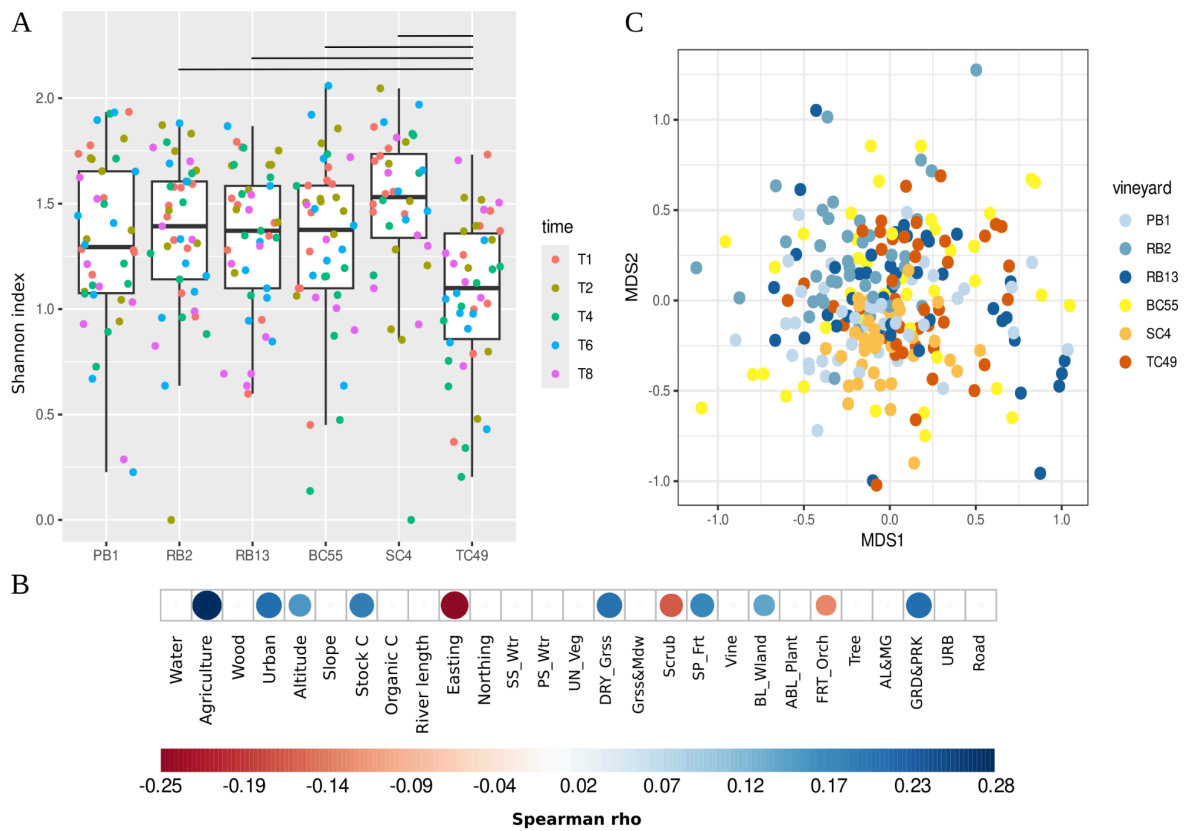 A
Shannon index
2.0
1.5
1.0
0.5
0.0
PB1 RB2 RB13 BC55 SC4 TC49
time
T1
T2
T4
T6
T8
C
MDS2
1.0
0.5
0.0
-0.5
-1.0
-1.0 -0.5 0.0 0.5 1.0
MDS1
vineyard
PB1
RB2
RB13
BC55
SC4
TC49
B
Water
Agriculture
Wood
Urban
Altitude
Slope
Stock C
Organic C
River length
Easting
Northing
SS_Wtr
PS_Wtr
UN_Veg
DRY_Grss
Grss&Mdw
Scrub
SP_Frt
Vine
BL_Wland
ABL_Plant
FRT_Orch
Tree
AL&MG
GRD&PRK
URB
Road
-0.25 -0.19 -0.14 -0.09 -0.04 0.02 0.07 0.12 0.17 0.23 0.28
Spearman rho